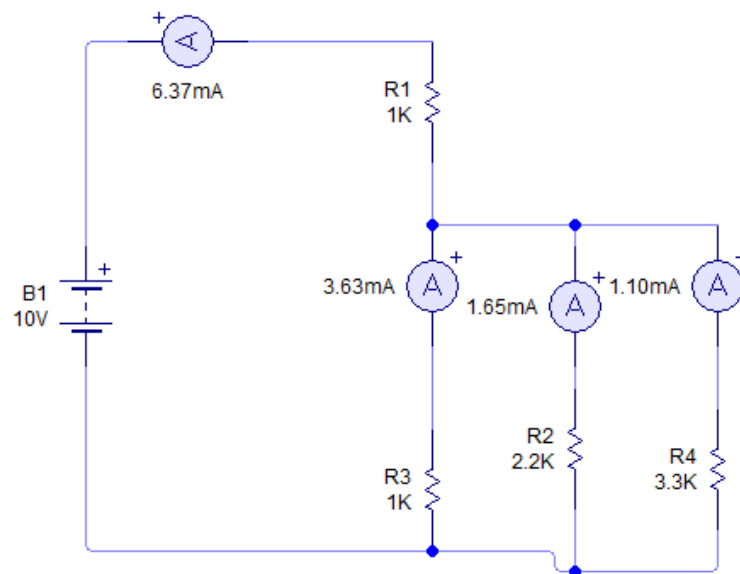 +
A
6.37mA
R1
1K
+
B1
10V
3.63mA
+
A
1.65mA
+
A
1.10mA
+
A
R3
1K
R2
2.2K
R4
3.3K